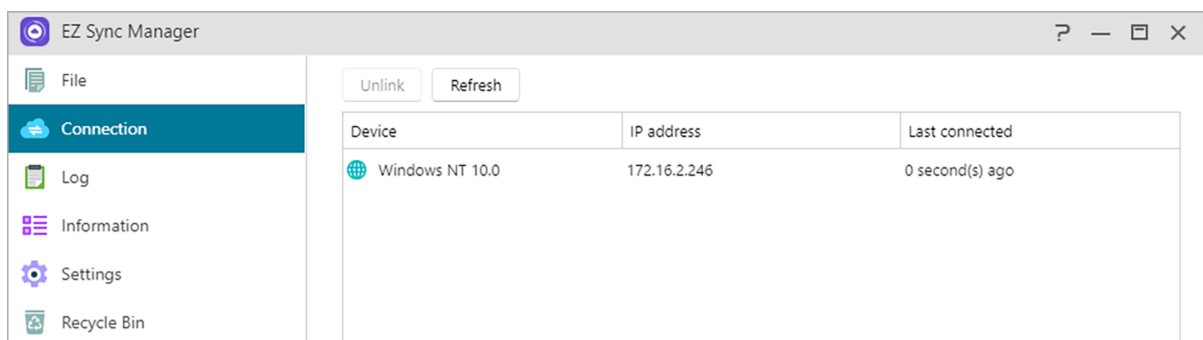 EZ Sync Manager
File
Connection
Log
Information
Settings
Recycle Bin
Unlink Refresh
Device IP address Last connected
Windows NT 10.0 172.16.2.246 0 second(s) ago